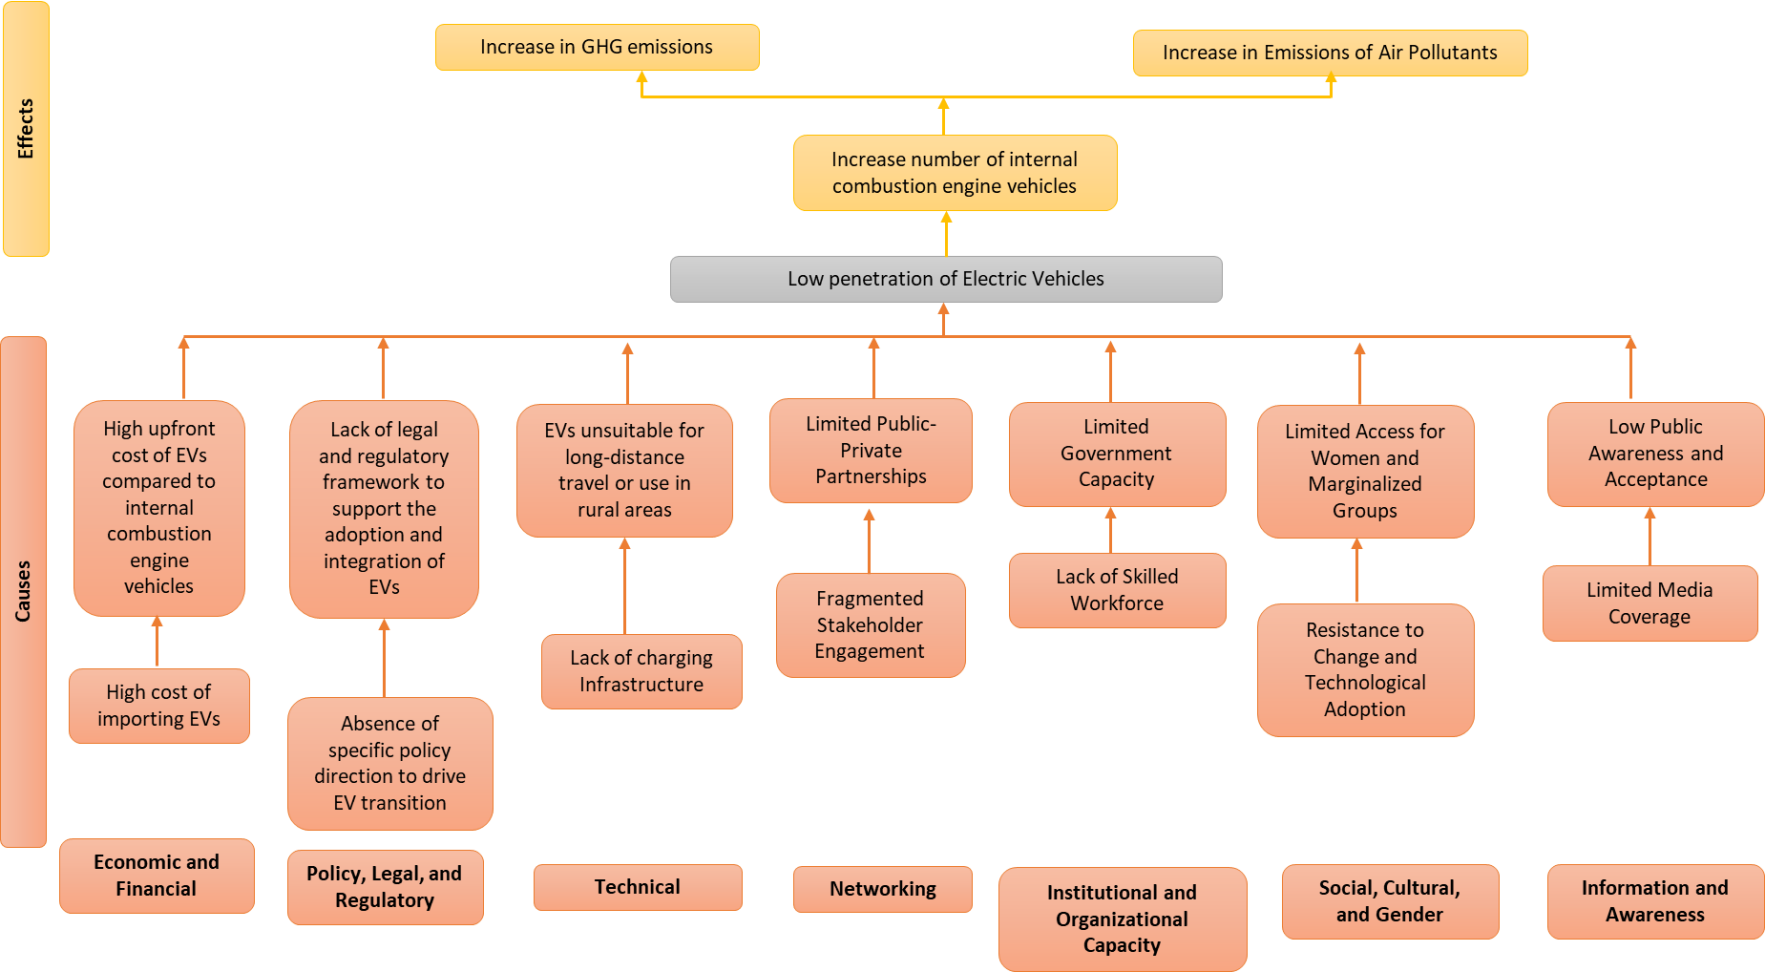 Effects
Increase in GHG emissions
Increase in Emissions of Air Pollutants
Increase number of internal
combustion engine vehicles
Low penetration of Electric Vehicles
Causes
High upfront
cost of EVs
compared to
internal
combustion
engine
vehicles
High cost of
importing EVs
Economic and
Financial
Lack of legal
and regulatory
framework to
support the
adoption and
integration of
EVs
Absence of
specific policy
direction to drive
EV transition
Policy, Legal, and
Regulatory
EVs unsuitable for
long-distance
travel or use in
rural areas
Lack of charging
Infrastructure
Technical
Limited Public-
Private
Partnerships
Fragmented
Stakeholder
Engagement
Networking
Limited
Government
Capacity
Lack of Skilled
Workforce
Institutional and
Organizational
Capacity
Limited Access for
Women and
Marginalized
Groups
Resistance to
Change and
Technological
Adoption
Social, Cultural,
and Gender
Low Public
Awareness and
Acceptance
Limited Media
Coverage
Information and
Awareness